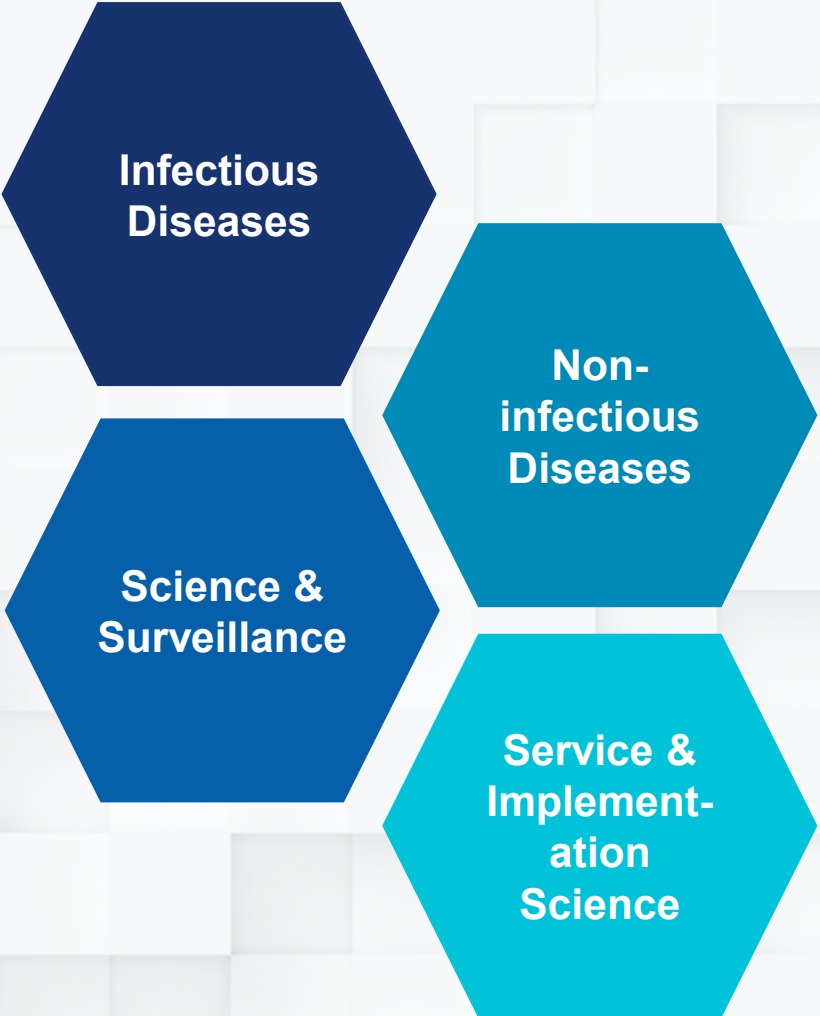 Infectious
Diseases
Non-
infectious
Diseases
Science &
Surveillance
Service &
Implement-
ation
Science